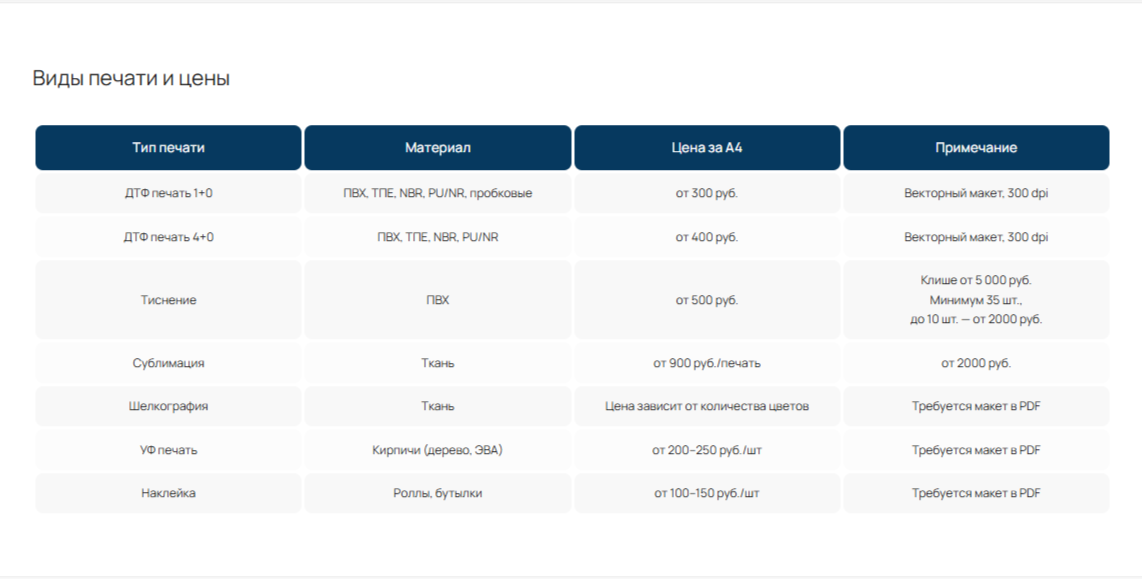 Виды печати и цены
Тип печати Материал Цена за А4 Примечание
ДТФ печать 1+0 ПВХ, ТПЕ, NBR, PU/NR, пробковые от 300 руб. Векторный макет, 300 dpi
ДТФ печать 4+0 ПВХ, ТПЕ, NBR, PU/NR от 400 руб. Векторный макет, 300 dpi
Тиснение ПВХ от 500 руб. Клише от 5 000 руб.
Минимум 35 шт.,
до 10 шт. — от 2000 руб.
Сублимация Ткань от 900 руб./печать от 2000 руб.
Шелкография Ткань Цена зависит от количества цветов Требуется макет в PDF
УФ печать Кирпичи (дерево, ЭВА) от 200–250 руб./шт Требуется макет в PDF
Наклейка Роллы, бутылки от 100–150 руб./шт Требуется макет в PDF